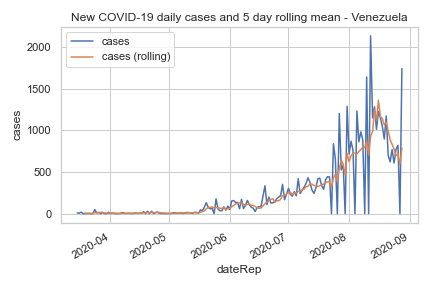 New COVID-19 daily cases and 5 day rolling mean - Venezuela
cases
cases (rolling)
2000
1500
1000
500
0
cases
2020-04
2020-05
2020-06
2020-07
2020-08
2020-09
dateRep